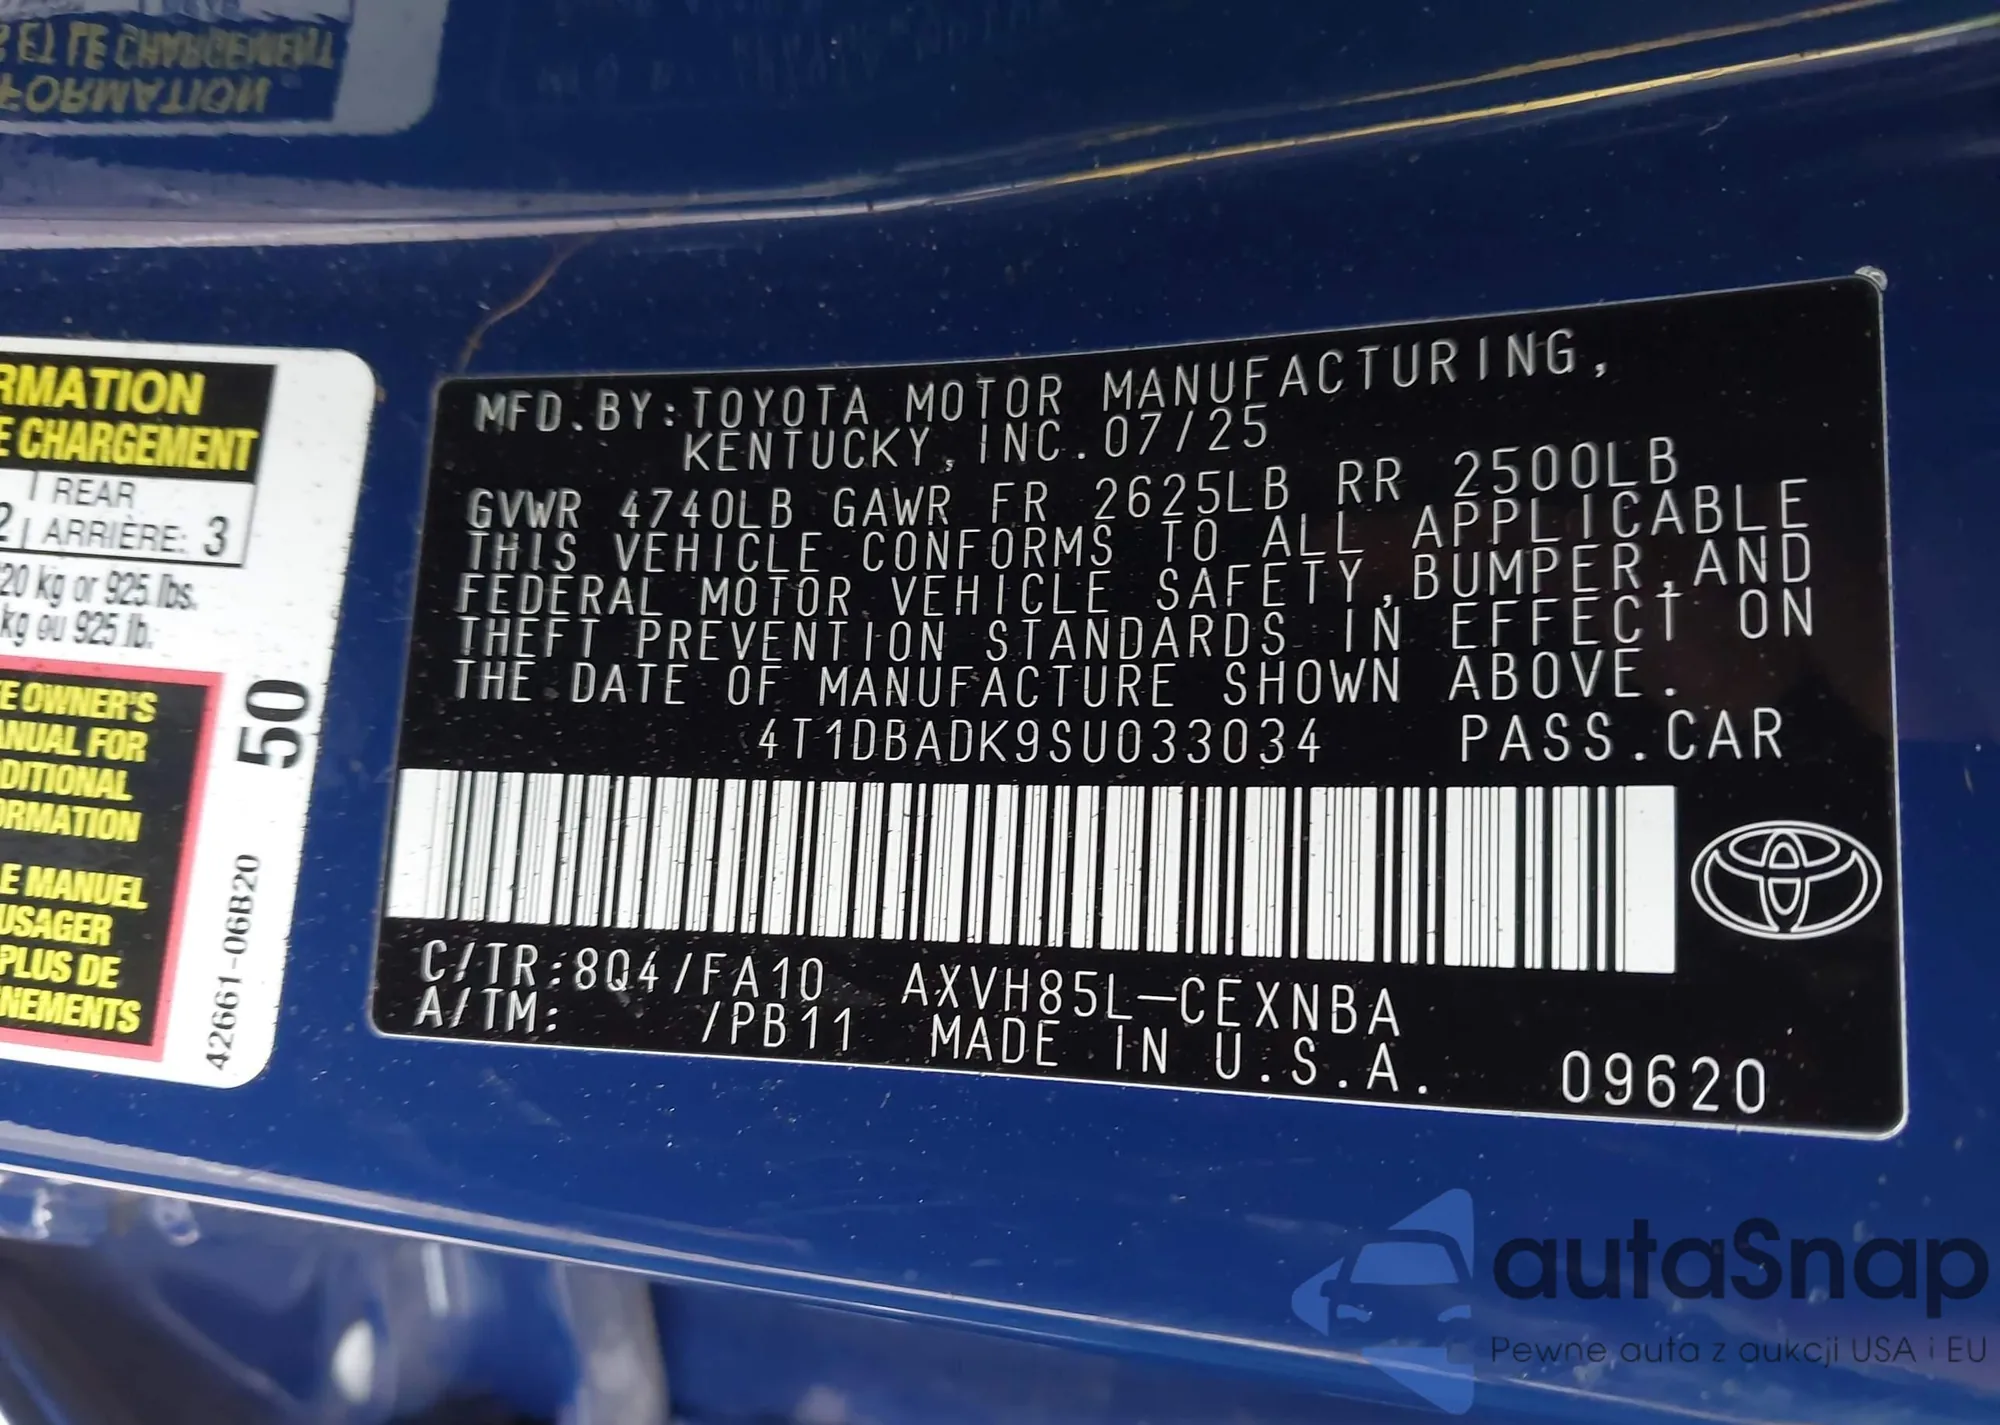 RMATION
E CHARGEMENT
REAR
2 ARRIÈRE: 3
20 kg or 925 lbs.
kg ou 925 lb.
E OWNER'S
ANUAL FOR
DDITIONAL
ORMATION
LE MANUEL
USAGER
PLUS DE
NEMENTS
50
42661-06B20
MFD.BY:TOYOTA MOTOR MANUFACTURING,
KENTUCKY, INC.07/25
GVWR 4740LB GAWR FR 2625LB RR 2500LB
THIS VEHICLE CONFORMS TO ALL APPLICABLE
FEDERAL MOTOR VEHICLE SAFETY,BUMPER,AND
THEFT PREVENTION STANDARDS IN EFFECT ON
THE DATE OF MANUFACTURE SHOWN ABOVE.
4T1DBADK9SU033034 PASS.CAR
C/TR:8Q4/FA10 AXVH85L-CEXNBA
A/TM: /PB11 MADE IN U.S.A. 09620
autaSnap
Pewne auta z aukcji USA i EU